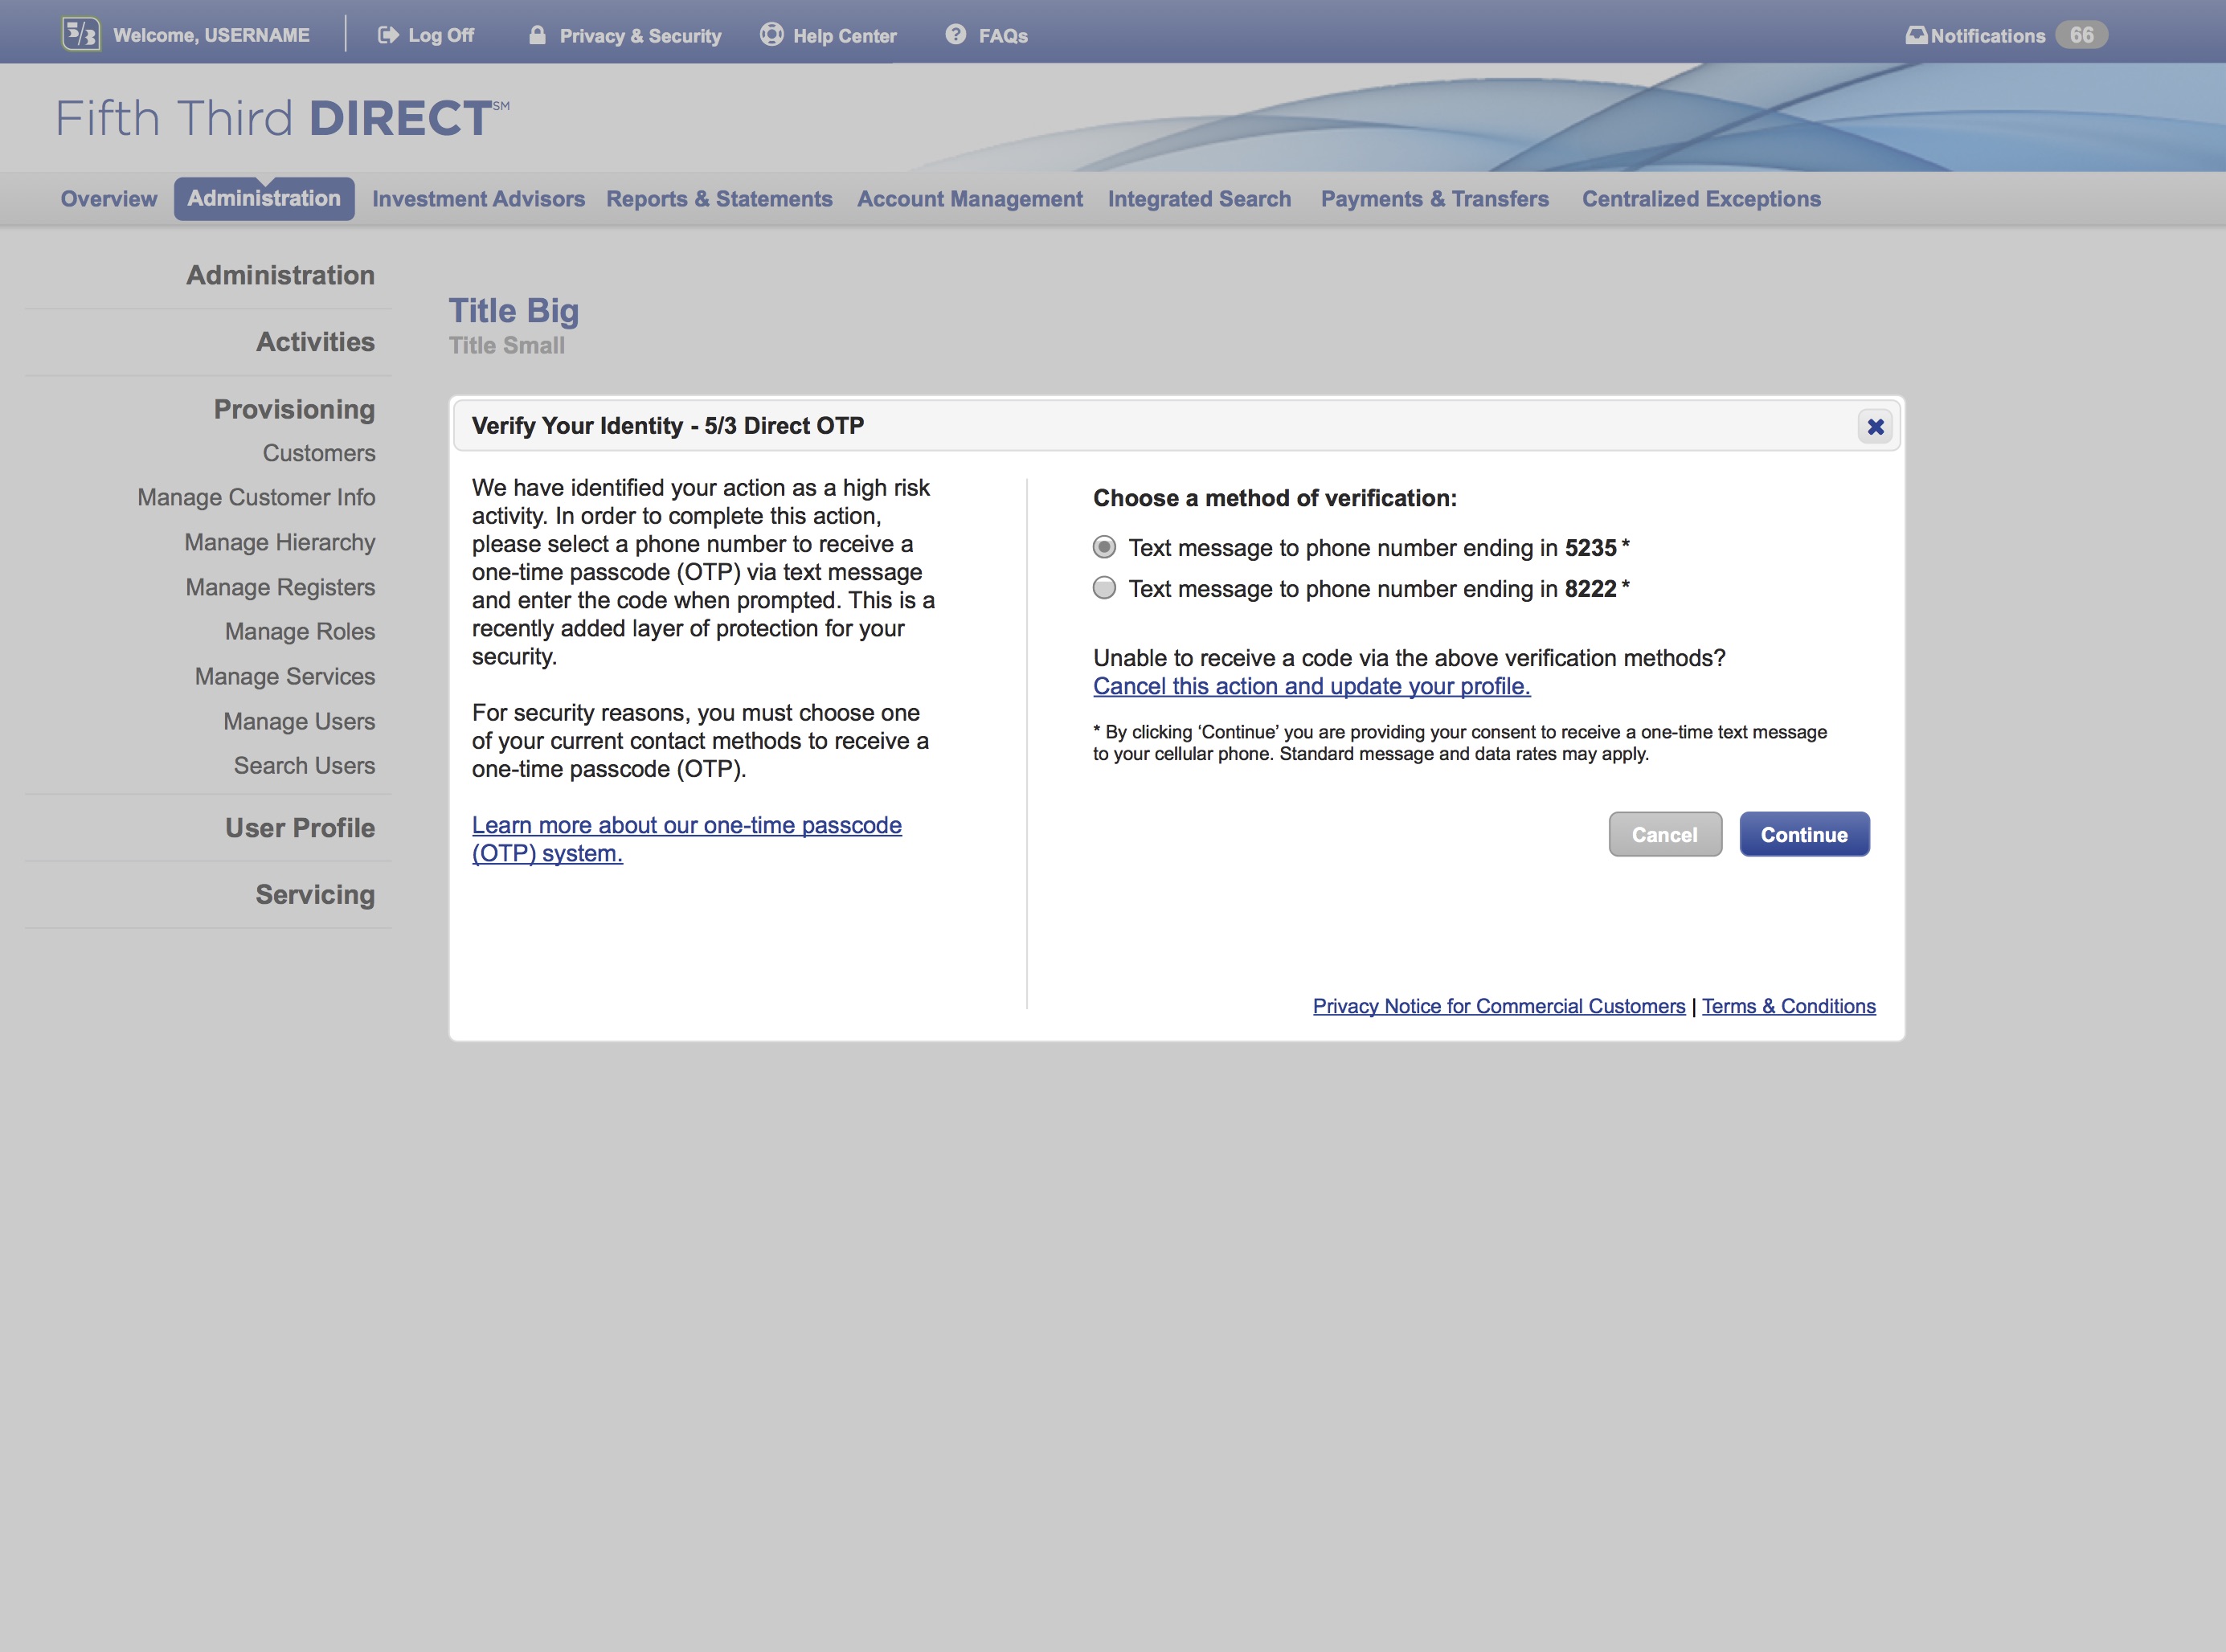 5/3 Welcome, USERNAME Log Off Privacy & Security Help Center FAQs Notifications 66
Fifth Third DIRECT℠
Overview Administration Investment Advisors Reports & Statements Account Management Integrated Search Payments & Transfers Centralized Exceptions
Administration
Activities
Provisioning
Customers
Manage Customer Info
Manage Hierarchy
Manage Registers
Manage Roles
Manage Services
Manage Users
Search Users
User Profile
Servicing
Title Big
Title Small
Verify Your Identity - 5/3 Direct OTP
We have identified your action as a high risk
activity. In order to complete this action,
please select a phone number to receive a
one-time passcode (OTP) via text message
and enter the code when prompted. This is a
recently added layer of protection for your
security.
For security reasons, you must choose one
of your current contact methods to receive a
one-time passcode (OTP).
Learn more about our one-time passcode
(OTP) system.
Choose a method of verification:
Text message to phone number ending in 5235 *
Text message to phone number ending in 8222 *
Unable to receive a code via the above verification methods?
Cancel this action and update your profile.
* By clicking ‘Continue’ you are providing your consent to receive a one-time text message
to your cellular phone. Standard message and data rates may apply.
Cancel Continue
Privacy Notice for Commercial Customers | Terms & Conditions